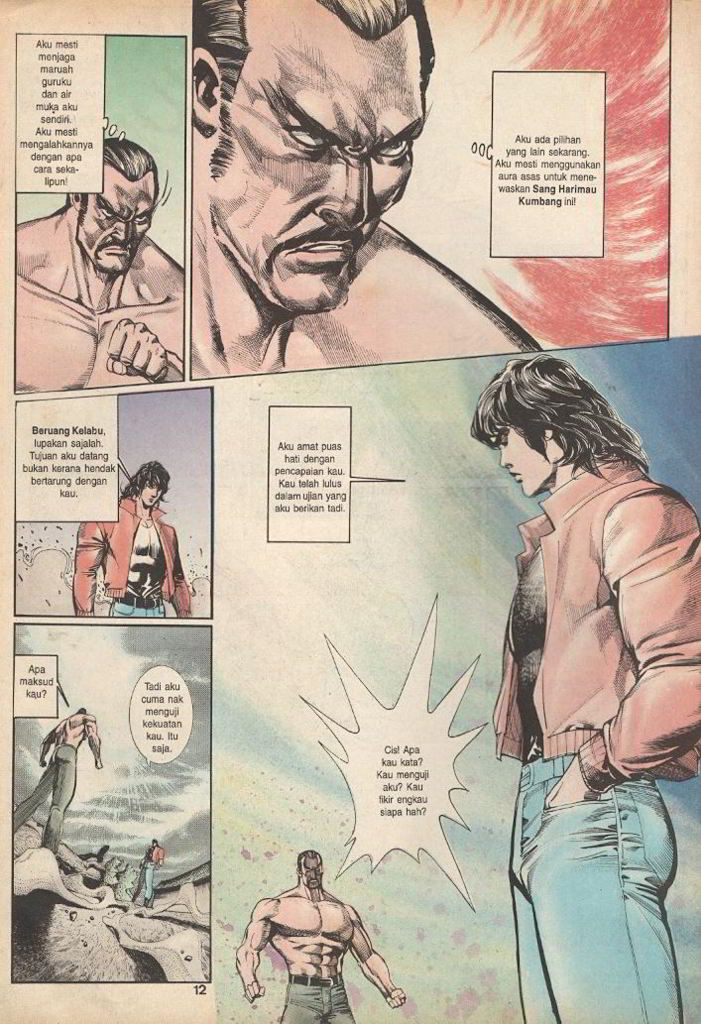 Aku mesti
menjaga
maruah
guruku
dan air
muka aku
sendiri.
Aku mesti
mengalahkannya
dengan apa
cara seka-
lipun!
Aku ada pilihan
yang lain sekarang.
Aku mesti menggunakan
aura asas untuk mene-
waskan Sang Harimau
Kumbang ini!
Beruang Kelabu,
lupakan sajalah.
Tujuan aku datang
bukan kerana hendak
bertarung dengan
kau.
Aku amat puas
hati dengan
pencapaian kau.
Kau telah lulus
dalam ujian yang
aku berikan tadi.
Apa
maksud
kau?
Tadi aku
cuma nak
menguji
kekuatan
kau. Itu
saja.
Cis! Apa
kau kata?
Kau menguji
aku? Kau
fikir engkau
siapa hah?
12